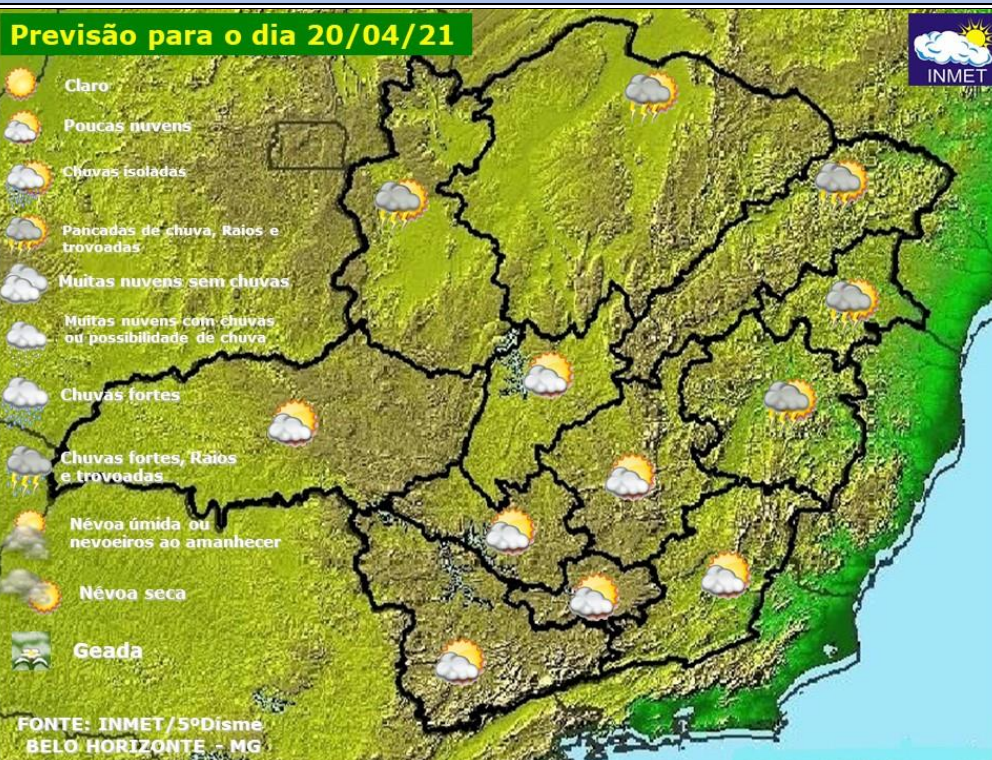 Previsão para o dia 20/04/21
INMET
Claro
Poucas nuvens
Chuvas isoladas
Pancadas de chuva, Raios e
trovoadas
Muitas nuvens sem chuvas
Muitas nuvens com chuvas
ou possibilidade de chuva
Chuvas fortes
Chuvas fortes, Raios
e trovoadas
Névoa úmida ou
nevoeiros ao amanhecer
Névoa seca
Geada
FONTE: INMET/5ºDisme
BELO HORIZONTE - MG